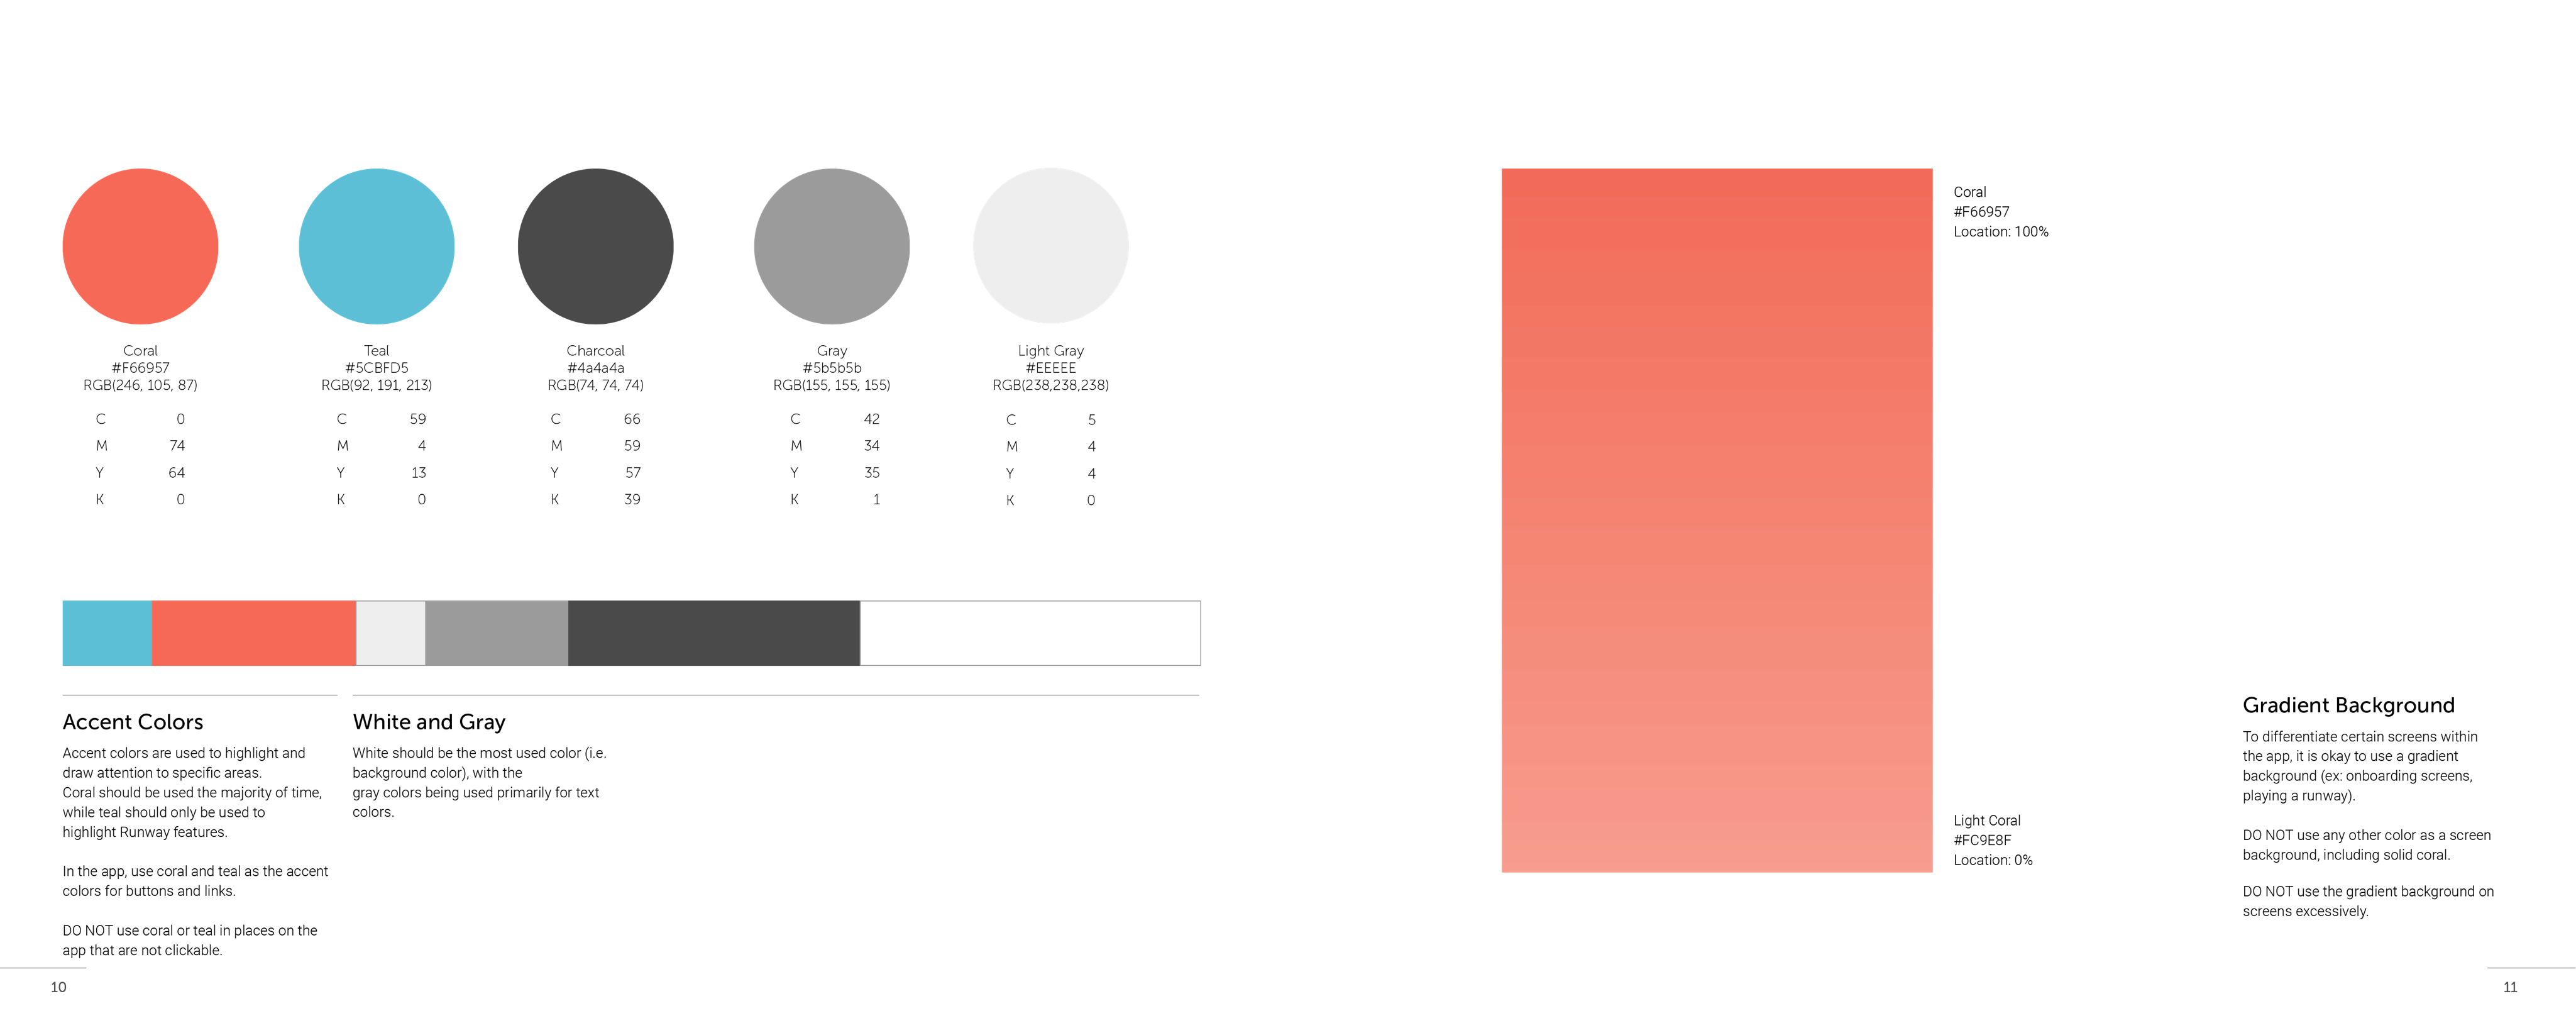 Coral
#F66957
RGB(246, 105, 87)
C 0
M 74
Y 64
K 0
Teal
#5CBFD5
RGB(92, 191, 213)
C 59
M 4
Y 13
K 0
Charcoal
#4a4a4a
RGB(74, 74, 74)
C 66
M 59
Y 57
K 39
Gray
#5b5b5b
RGB(155, 155, 155)
C 42
M 34
Y 35
K 1
Light Gray
#EEEEE
RGB(238,238,238)
C 5
M 4
Y 4
K 0
Accent Colors
Accent colors are used to highlight and
draw attention to specific areas.
Coral should be used the majority of time,
while teal should only be used to
highlight Runway features.
In the app, use coral and teal as the accent
colors for buttons and links.
DO NOT use coral or teal in places on the
app that are not clickable.
White and Gray
White should be the most used color (i.e.
background color), with the
gray colors being used primarily for text
colors.
10
Coral
#F66957
Location: 100%
Light Coral
#FC9E8F
Location: 0%
Gradient Background
To differentiate certain screens within
the app, it is okay to use a gradient
background (ex: onboarding screens,
playing a runway).
DO NOT use any other color as a screen
background, including solid coral.
DO NOT use the gradient background on
screens excessively.
11